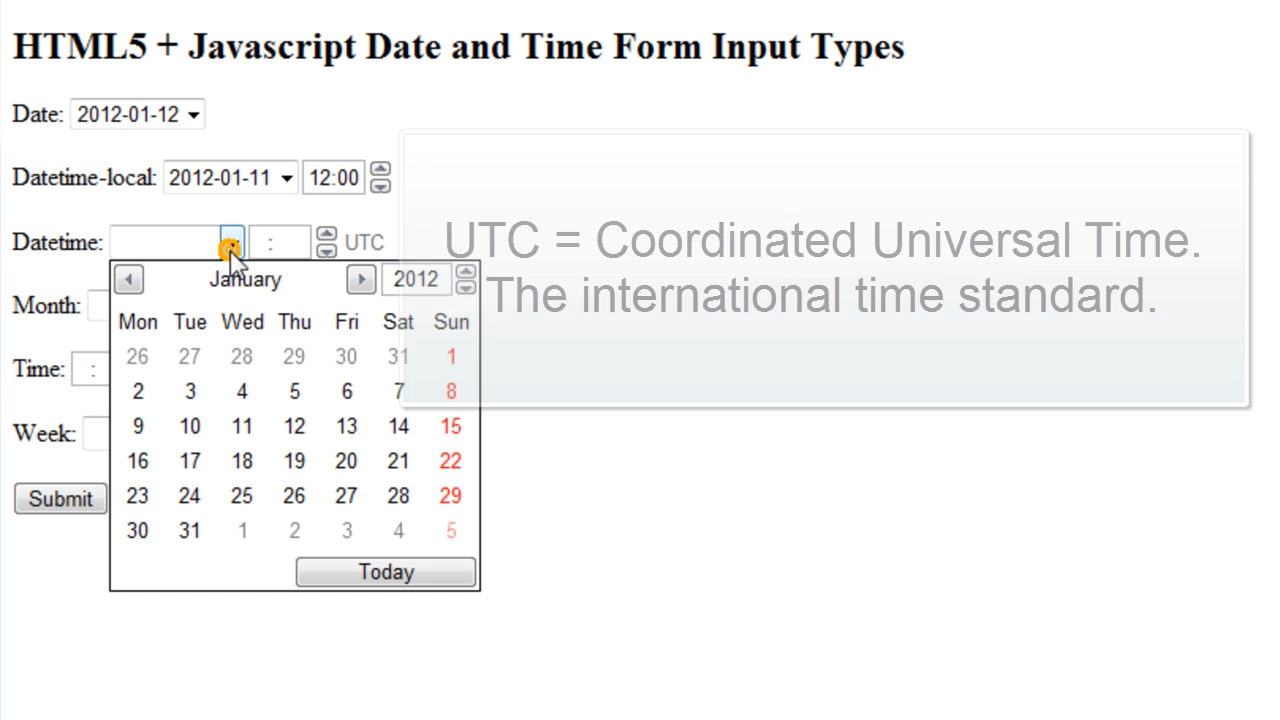 HTML5 + Javascript Date and Time Form Input Types
Date: 2012-01-12
Datetime-local: 2012-01-11 12:00
UTC = Coordinated Universal Time.
The international time standard.
Datetime: : UTC
January 2012
Mon Tue Wed Thu Fri Sat Sun
26 27 28 29 30 31 1
2 3 4 5 6 7 8
9 10 11 12 13 14 15
16 17 18 19 20 21 22
23 24 25 26 27 28 29
30 31 1 2 3 4 5
Today
Month:
Time: :
Week:
Submit